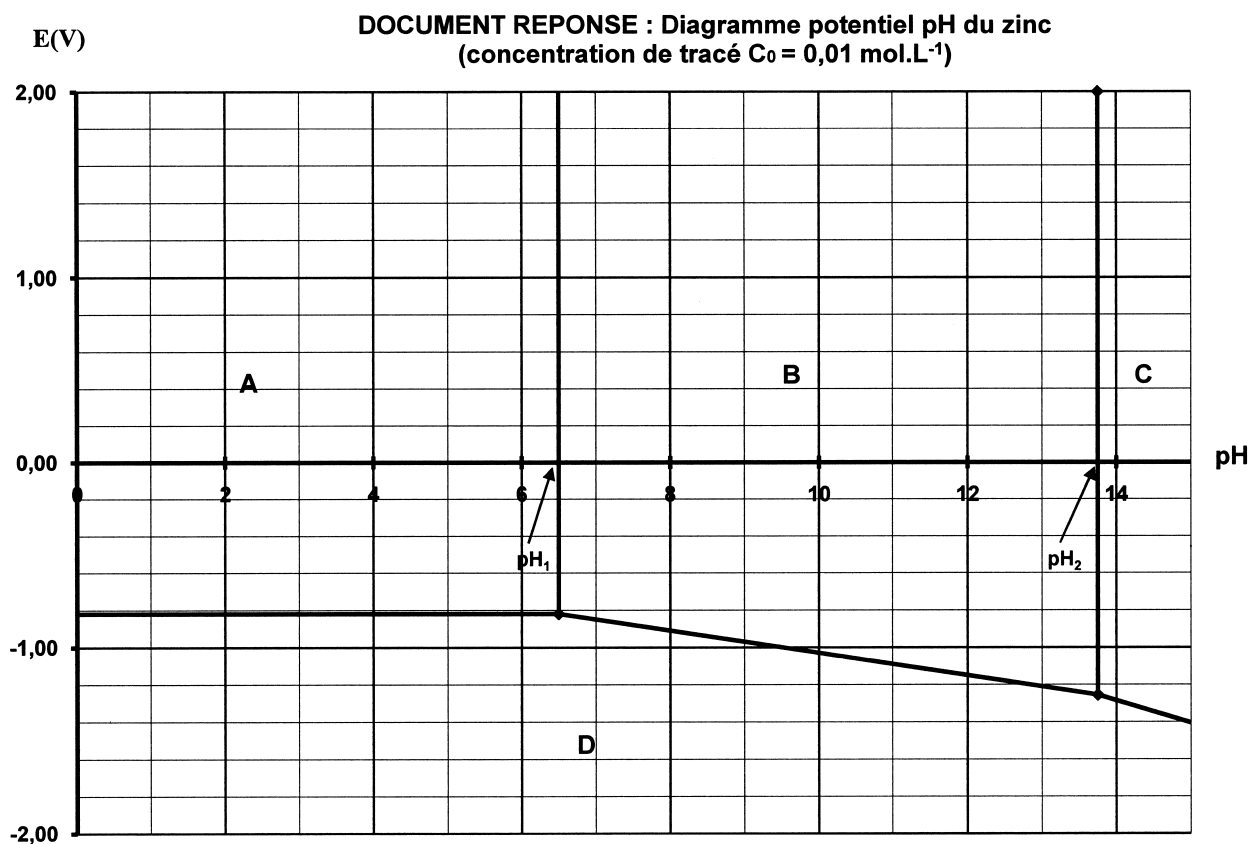 DOCUMENT REPONSE : Diagramme potentiel pH du zinc
(concentration de tracé C₀ = 0,01 mol.L⁻¹)
E(V)
2,00
1,00
A
B
C
0,00
pH
0 2 4 6 8 10 12 14
pH₁
pH₂
-1,00
D
-2,00